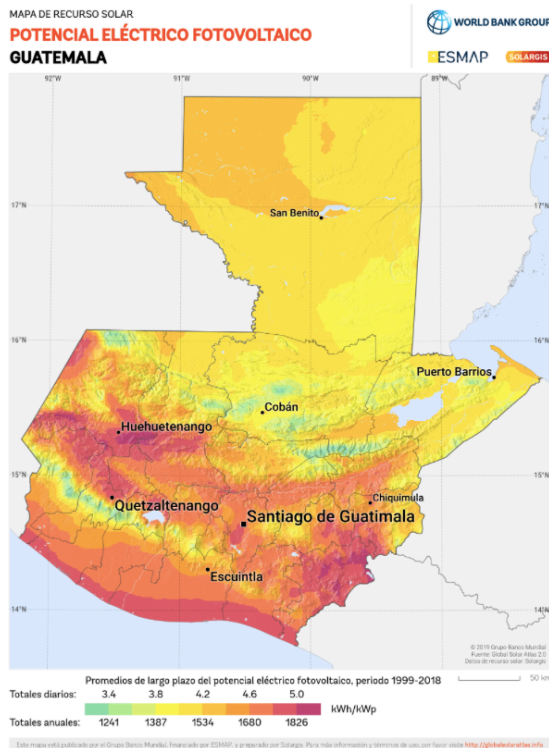 MAPA DE RECURSO SOLAR
POTENCIAL ELÉCTRICO FOTOVOLTAICO
GUATEMALA
WORLD BANK GROUP
ESMAP
SOLARGIS
92°W 91°W 90°W 89°W
San Benito
17°N 17°N
16°N 16°N
Puerto Barrios
Cobán
Huehuetenango
15°N 15°N
Chiquimula
Quetzaltenango
Santiago de Guatimala
Escuintla
14°N 14°N
© 2019 Grupo Banco Mundial
Fuente: Global Solar Atlas 2.0
Datos de recurso solar: Solargis
50 km
Promedios de largo plazo del potencial eléctrico fotovoltaico, periodo 1999-2018
Totales diarios: 3.4 3.8 4.2 4.6 5.0
kWh/kWp
Totales anuales: 1241 1387 1534 1680 1826
Este mapa está publicado por el Grupo Banco Mundial, financiado por ESMAP, y preparado por Solargis. Para más información y términos de uso, por favor visite http://globalsolaratlas.info